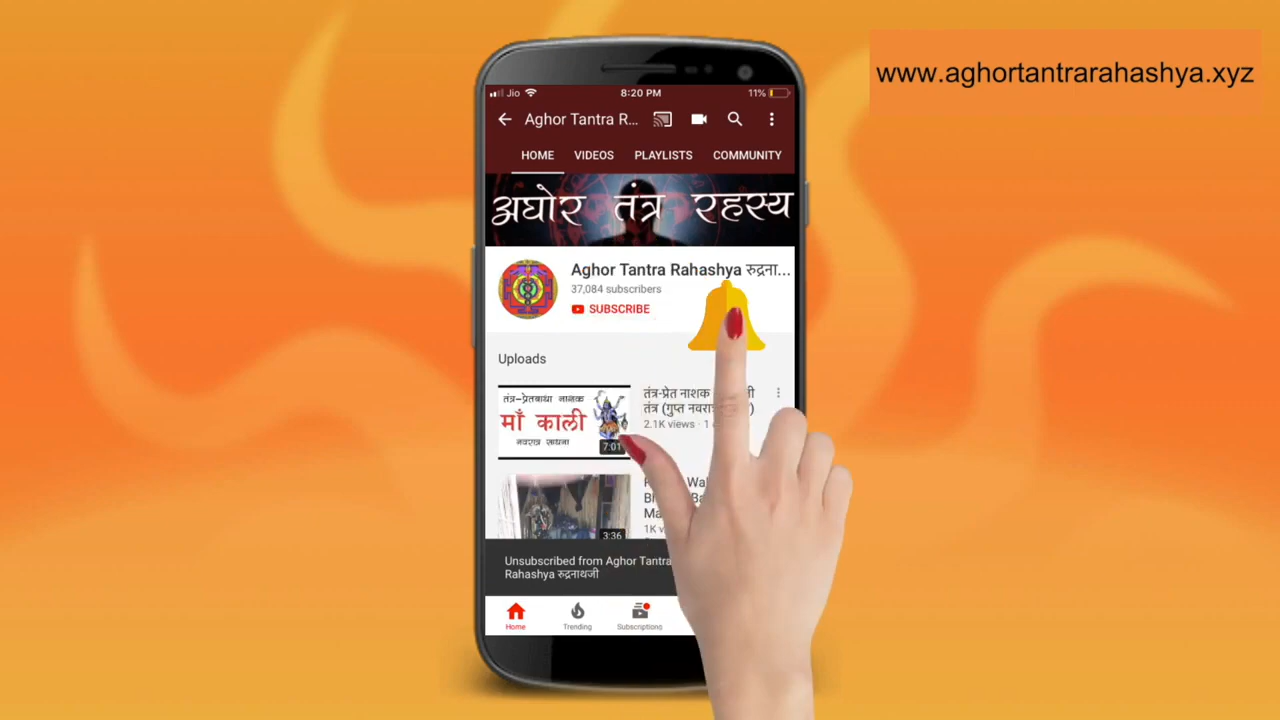 www.aghortantrarahashya.xyz
Jio 8:20 PM 11%
Aghor Tantra R...
HOME VIDEOS PLAYLISTS COMMUNITY
अघोर तंत्र रहस्य
Aghor Tantra Rahashya रुद्रना...
37,084 subscribers
SUBSCRIBE
Uploads
तंत्र-प्रेतबाधा नाशक
माँ काली
नवरात्र साधना
7:01
तंत्र-प्रेत नाशक
तंत्र (गुप्त
2.1K views
3:36
Unsubscribed from Aghor Tantra
Rahashya रुद्रनाथजी
Home Trending Subscriptions